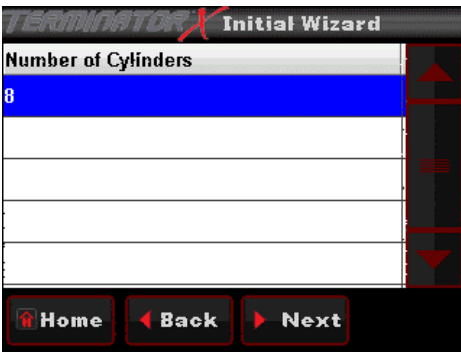 TERMINATOR X Initial Wizard
Number of Cylinders
8
Home Back Next